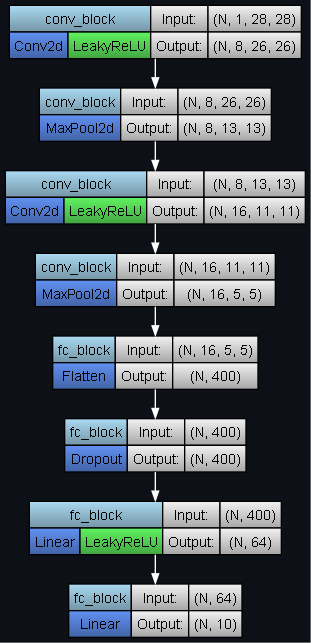 conv_block Input: (N, 1, 28, 28)
Conv2d LeakyReLU Output: (N, 8, 26, 26)
conv_block Input: (N, 8, 26, 26)
MaxPool2d Output: (N, 8, 13, 13)
conv_block Input: (N, 8, 13, 13)
Conv2d LeakyReLU Output: (N, 16, 11, 11)
conv_block Input: (N, 16, 11, 11)
MaxPool2d Output: (N, 16, 5, 5)
fc_block Input: (N, 16, 5, 5)
Flatten Output: (N, 400)
fc_block Input: (N, 400)
Dropout Output: (N, 400)
fc_block Input: (N, 400)
Linear LeakyReLU Output: (N, 64)
fc_block Input: (N, 64)
Linear Output: (N, 10)